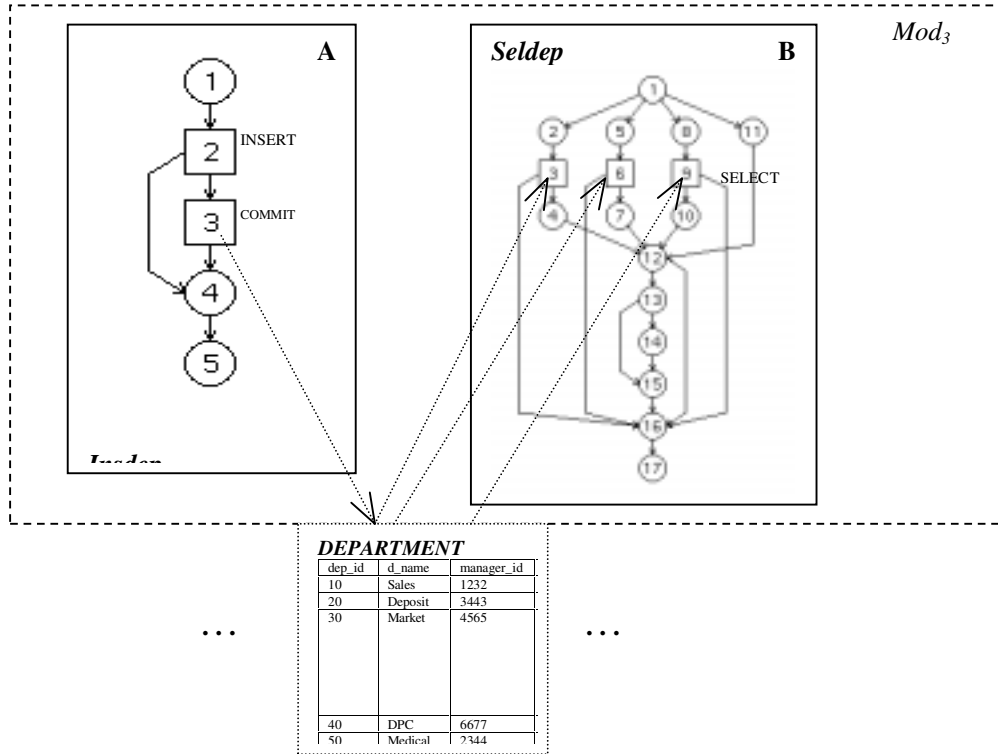 Mod3
A
1
2
INSERT
3
COMMIT
4
5
Seldep
B
1
2 5 8 11
3 6 9 SELECT
4 7 10
12
13
14
15
16
17
DEPARTMENT
dep_id d_name manager_id
10 Sales 1232
20 Deposit 3443
30 Market 4565
40 DPC 6677
50 Medical 2344
... ...